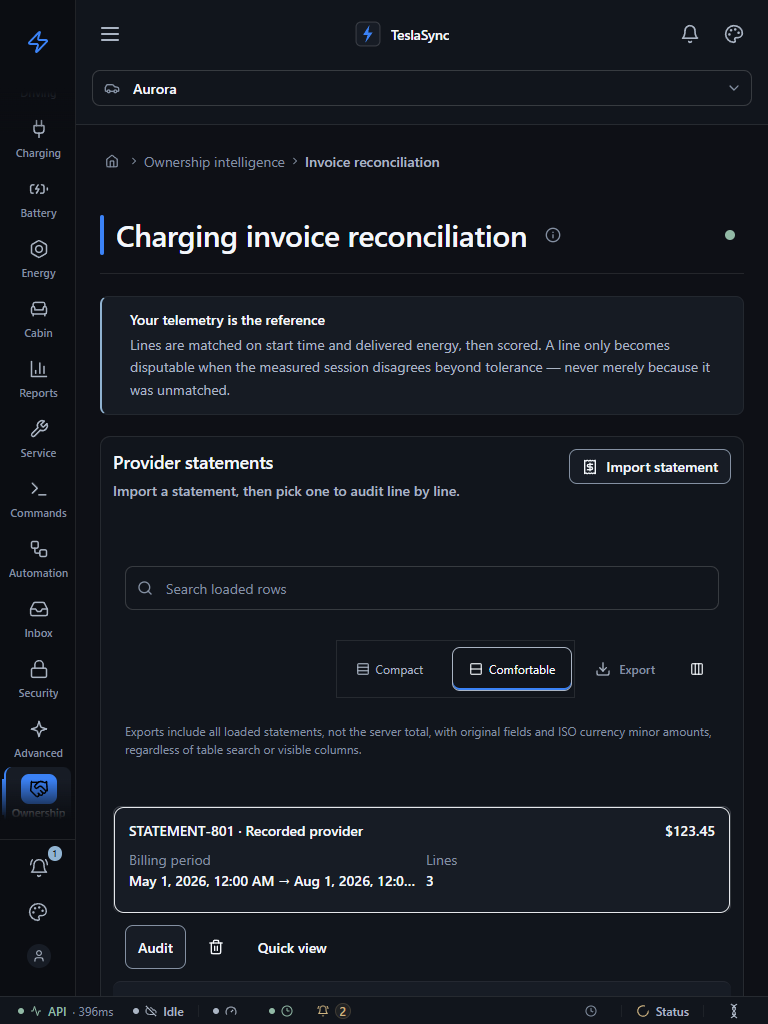 TeslaSync
Aurora
Driving
Charging
Battery
Energy
Cabin
Reports
Service
Commands
Automation
Inbox
Security
Advanced
Ownership
1
Ownership intelligence > Invoice reconciliation
Charging invoice reconciliation
Your telemetry is the reference
Lines are matched on start time and delivered energy, then scored. A line only becomes
disputable when the measured session disagrees beyond tolerance — never merely because it
was unmatched.
Provider statements
Import statement
Import a statement, then pick one to audit line by line.
Search loaded rows
Compact
Comfortable
Export
Exports include all loaded statements, not the server total, with original fields and ISO currency minor amounts,
regardless of table search or visible columns.
STATEMENT-801 · Recorded provider $123.45
Billing period Lines
May 1, 2026, 12:00 AM → Aug 1, 2026, 12:0... 3
Audit
Quick view
API · 396ms
Idle
2
Status